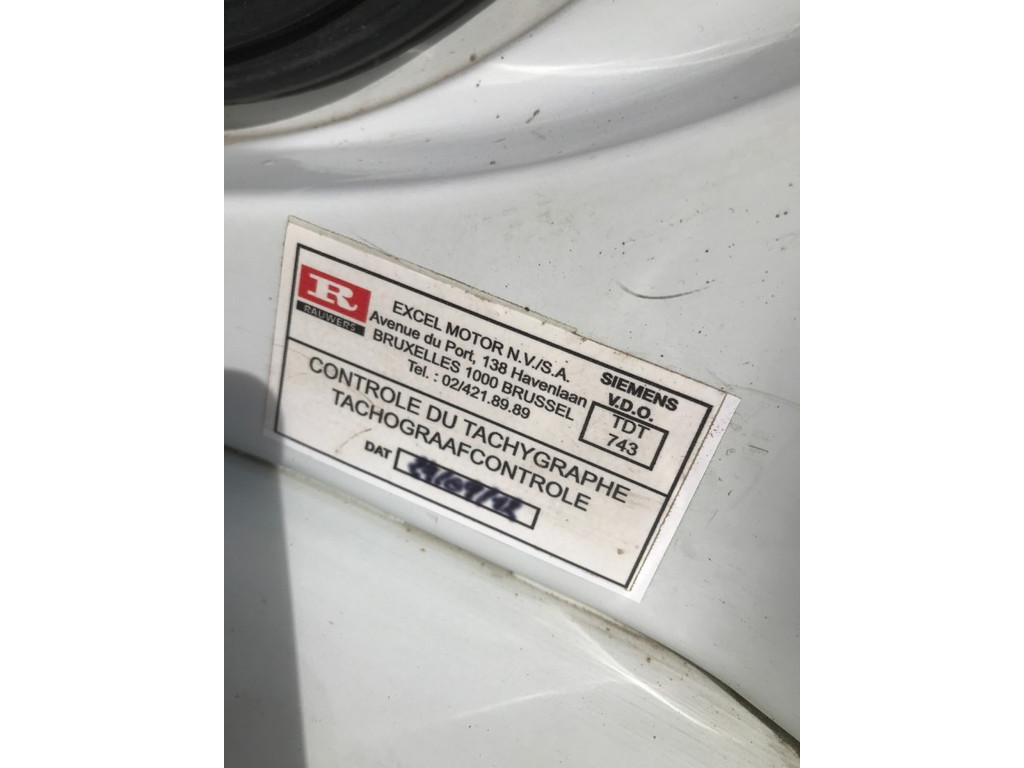 R
RAUWERS
EXCEL MOTOR N.V./S.A.
Avenue du Port, 138 Havenlaan
BRUXELLES 1000 BRUSSEL
Tel. : 02/421.89.89
SIEMENS
V.D.O.
TDT
743
CONTROLE DU TACHYGRAPHE
TACHOGRAAFCONTROLE
DAT